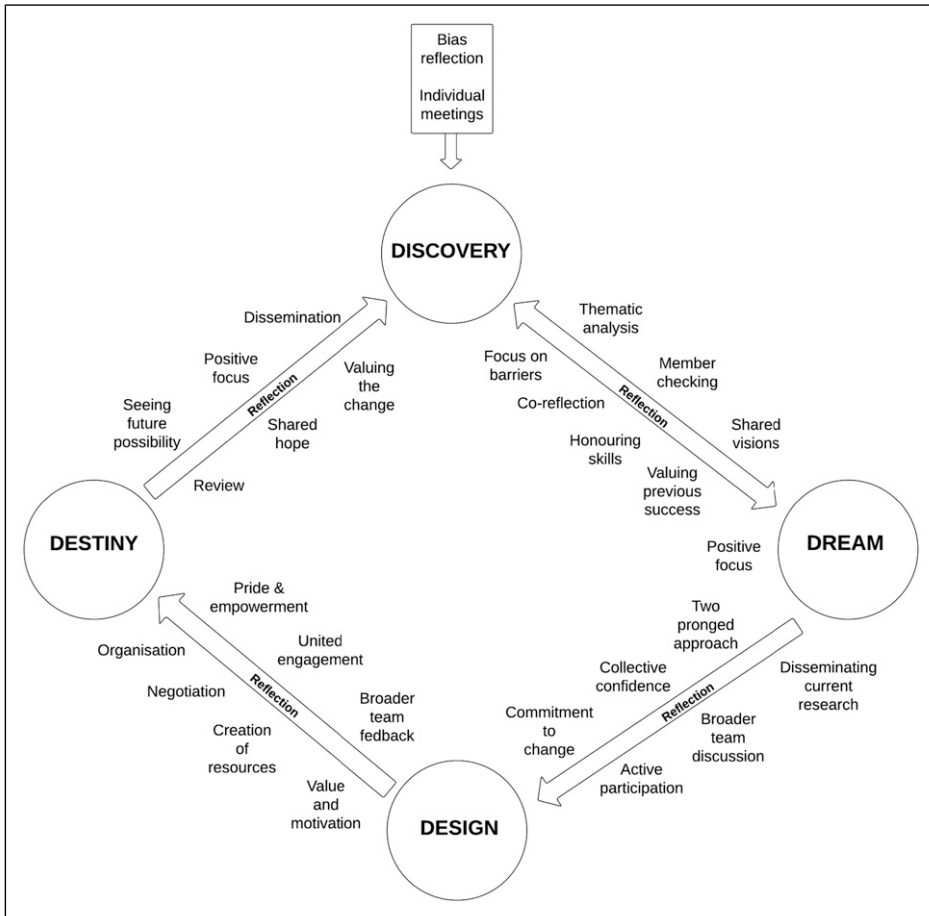 Bias
reflection
Individual
meetings
DISCOVERY
Dissemination
Positive
focus
Seeing
future
possibility
Reflection
Valuing
the
change
Shared
hope
Review
Thematic
analysis
Member
checking
Shared
visions
Reflection
Focus on
barriers
Co-reflection
Honouring
skills
Valuing
previous
success
Positive
focus
DESTINY
DREAM
Pride &
empowerment
United
engagement
Broader
team
fedback
Reflection
Organisation
Negotiation
Creation
of
resources
Value
and
motivation
Two
pronged
approach
Collective
confidence
Commitment
to
change
Reflection
Disseminating
current
research
Broader
team
discussion
Active
participation
DESIGN